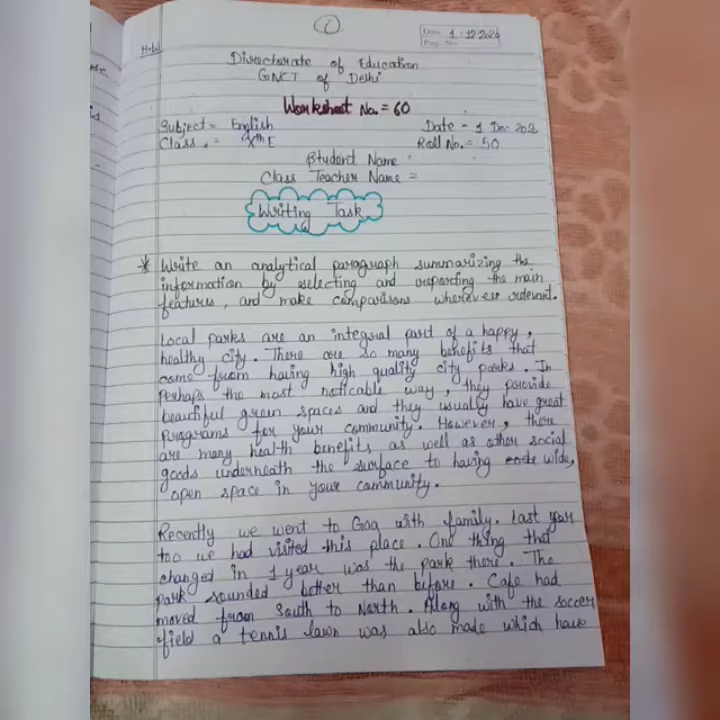 1
Date 1:12:202
Page No.
H.W
Directorate of Education
GNCT of Delhi
Worksheet No. = 60
Subject = English
Date - 1 Dec 202
Class. = Xth E
Roll No. = 50
Student Name
Class Teacher Name =
Writing Task
* Write an analytical paragraph summarizing the
information by selecting and reporting the main
features, and make comparisons wherever relevant.
Local parks are an integral part of a happy,
healthy city. There are so many benefits that
come from having high quality city parks. In
perhaps the most noticable way, they provide
beautiful green spaces and they usually have great
programs for your community. However, there
are many health benefits as well as other social
goods underneath the surface to having wide,
open space in your community.
Recently we went to Goa with family. Last year
too we had visited this place. One thing that
changed in 1 year was the park there. The
park sounded better than before. Cafe had
moved from South to North. Along with the soccer
field a tennis lawn was also made which have